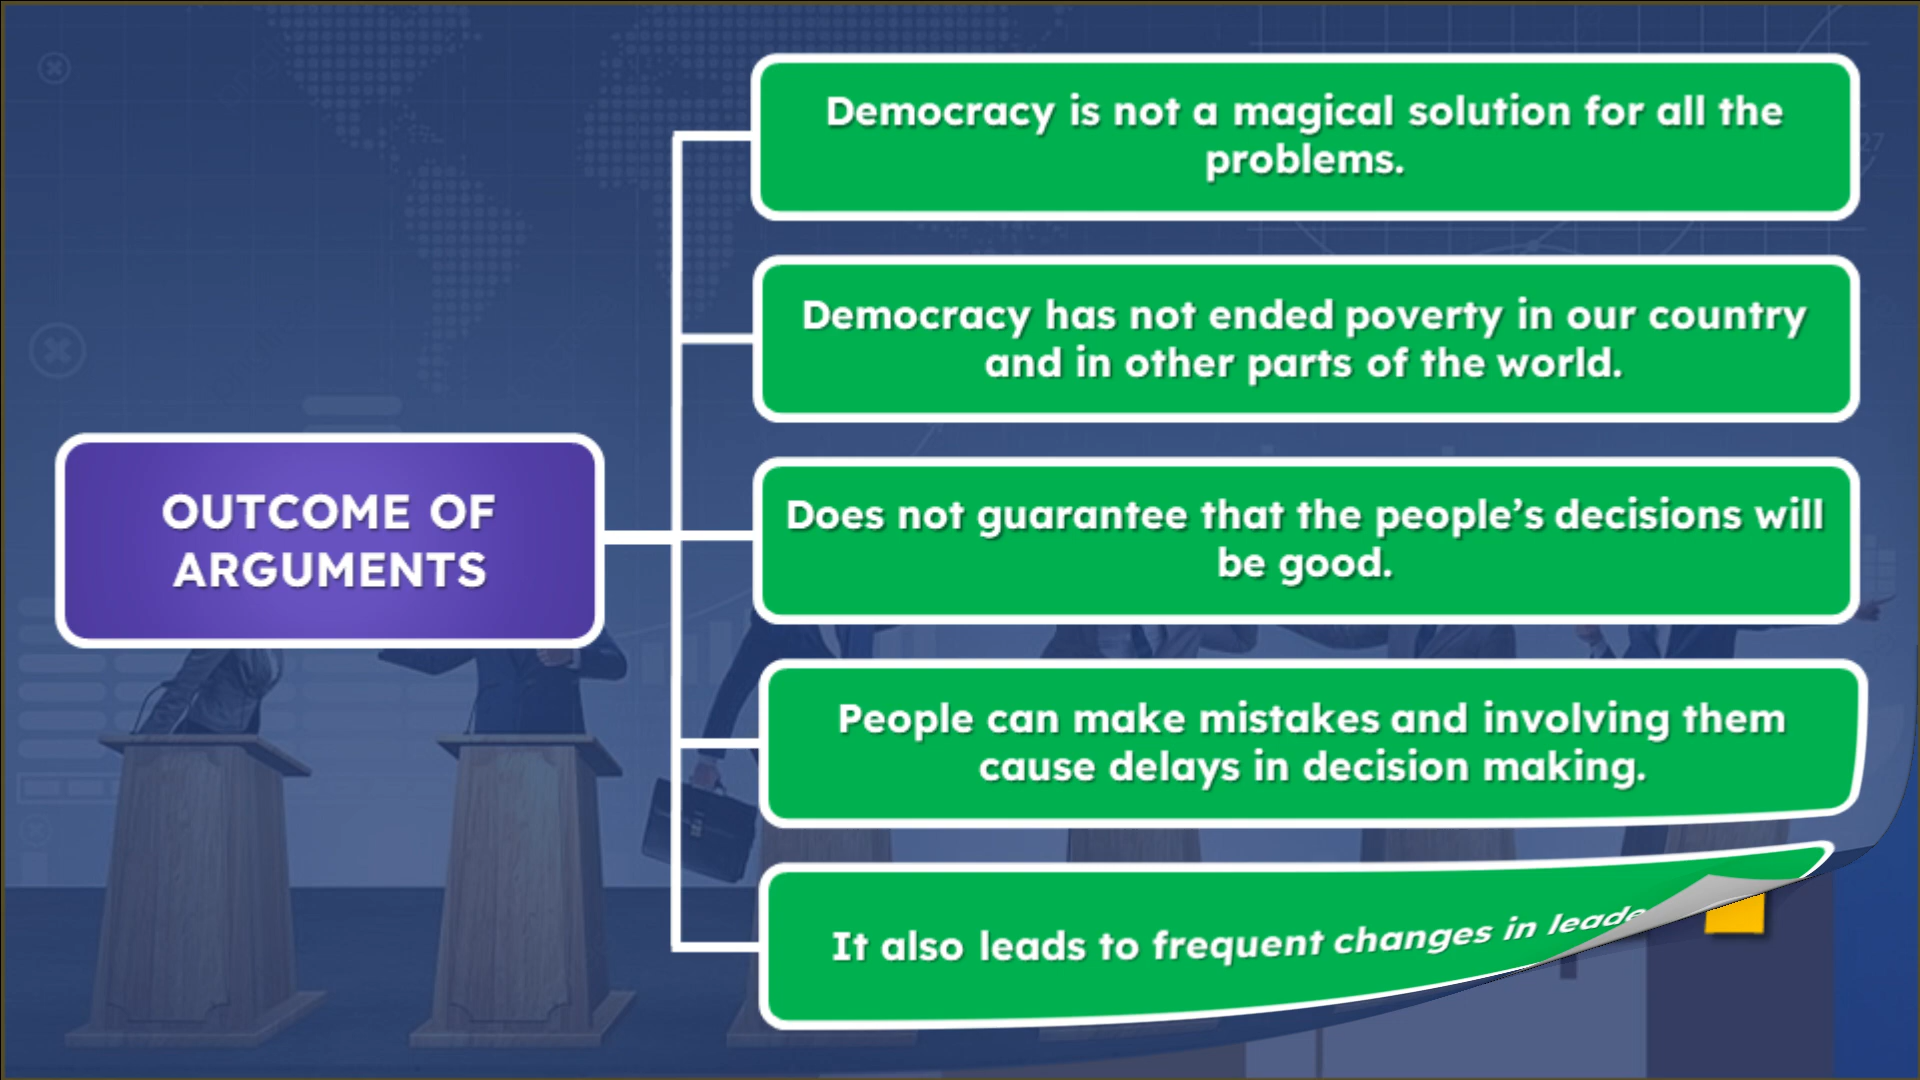 Democracy is not a magical solution for all the
problems.
Democracy has not ended poverty in our country
and in other parts of the world.
OUTCOME OF
ARGUMENTS
Does not guarantee that the people's decisions will
be good.
People can make mistakes and involving them
cause delays in decision making.
It also leads to frequent changes in